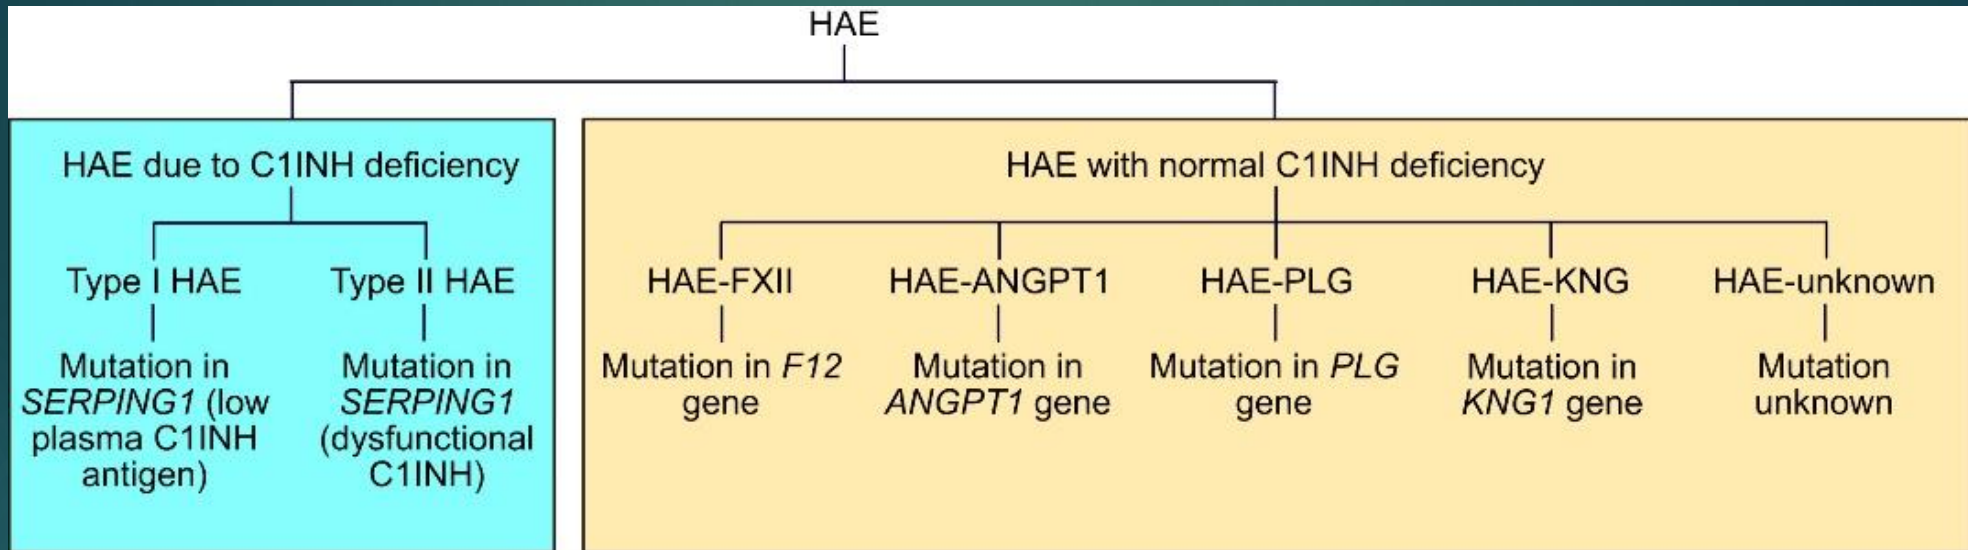 HAE
HAE due to C1INH deficiency
Type I HAE
Type II HAE
Mutation in
SERPING1 (low
plasma C1INH
antigen)
Mutation in
SERPING1
(dysfunctional
C1INH)
HAE with normal C1INH deficiency
HAE-FXII
HAE-ANGPT1
HAE-PLG
HAE-KNG
HAE-unknown
Mutation in F12
gene
Mutation in
ANGPT1 gene
Mutation in PLG
gene
Mutation in
KNG1 gene
Mutation
unknown